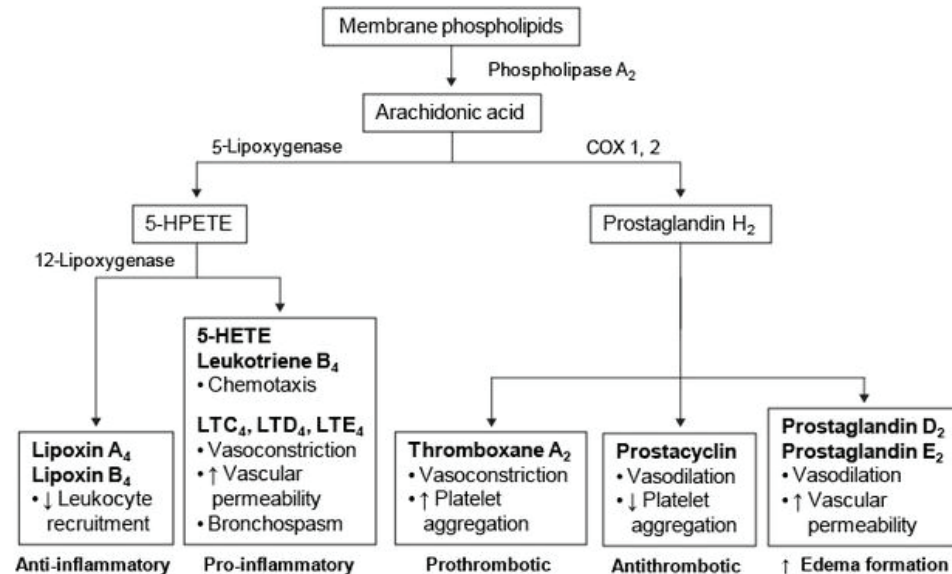 Membrane phospholipids
Phospholipase A₂
Arachidonic acid
5-Lipoxygenase
COX 1, 2
5-HPETE
Prostaglandin H₂
12-Lipoxygenase
Lipoxin A₄
Lipoxin B₄
• ↓ Leukocyte
recruitment
Anti-inflammatory
5-HETE
Leukotriene B₄
• Chemotaxis
LTC₄, LTD₄, LTE₄
• Vasoconstriction
• ↑ Vascular
permeability
• Bronchospasm
Pro-inflammatory
Thromboxane A₂
• Vasoconstriction
• ↑ Platelet
aggregation
Prothrombotic
Prostacyclin
• Vasodilation
• ↓ Platelet
aggregation
Antithrombotic
Prostaglandin D₂
Prostaglandin E₂
• Vasodilation
• ↑ Vascular
permeability
↑ Edema formation